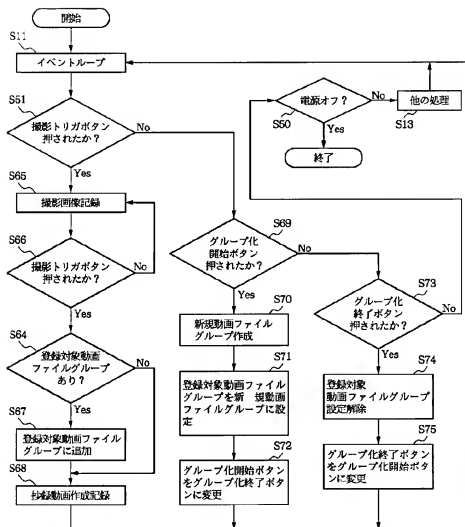 開始
S11
イベントループ
S51
撮影トリガボタン
押されたか?
No
Yes
S65
撮影画像記録
S66
撮影トリガボタン
押されたか?
No
Yes
S64
登録対象動画
ファイルグループ
あり?
No
Yes
S67
登録対象動画ファイル
グループに追加
S68
抄録動画作成記録
S69
グループ化
開始ボタン
押されたか?
No
Yes
S70
新規動画ファイル
グループ作成
S71
登録対象動画ファイル
グループを新 規動画
ファイルグループに設
定
S72
グループ化開始ボタン
をグループ化終了ボタ
ンに変更
電源オフ?
S50
No
Yes
終了
他の処理
S13
S73
グループ化
終了ボタン
押されたか?
No
Yes
S74
登録対象
動画ファイルグループ
設定解除
S75
グループ化終了ボタン
をグループ化開始ボタ
ンに変更